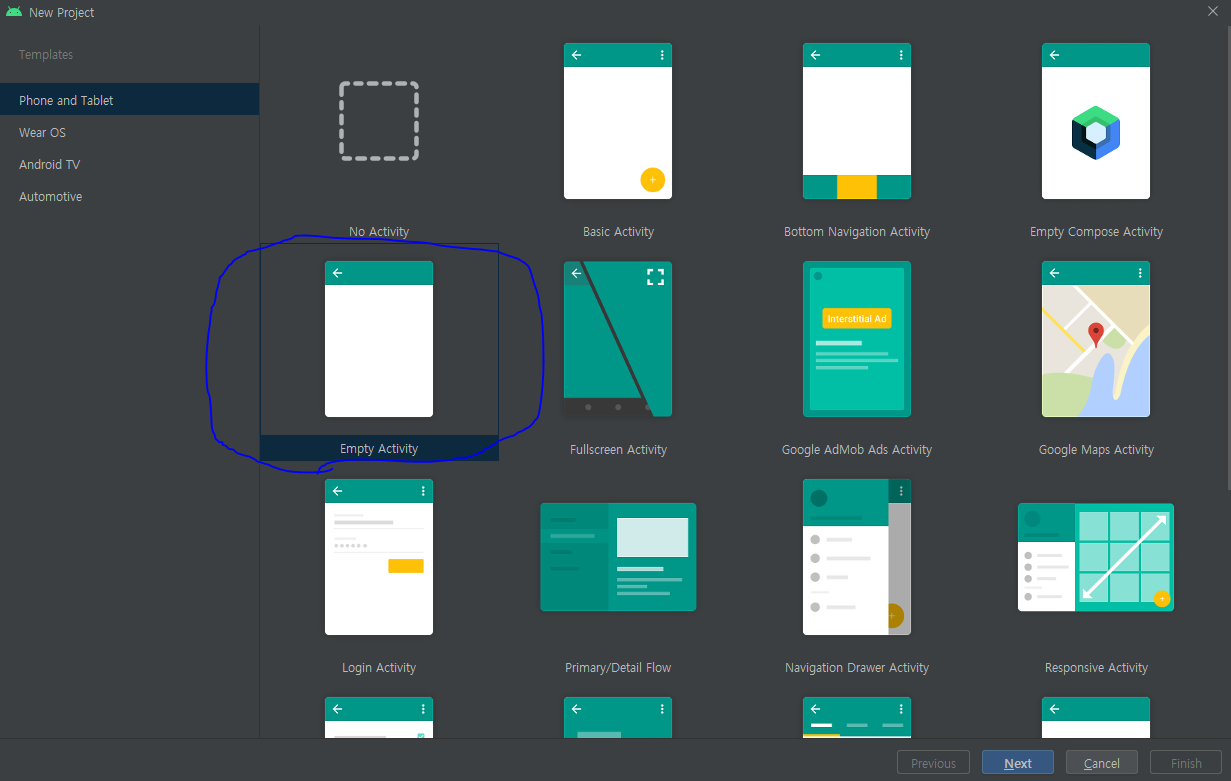 New Project
Templates
Phone and Tablet
Wear OS
Android TV
Automotive
No Activity
Basic Activity
Bottom Navigation Activity
Empty Compose Activity
Empty Activity
Fullscreen Activity
Interstitial Ad
Google AdMob Ads Activity
Google Maps Activity
Login Activity
Primary/Detail Flow
Navigation Drawer Activity
Responsive Activity
Previous
Next
Cancel
Finish